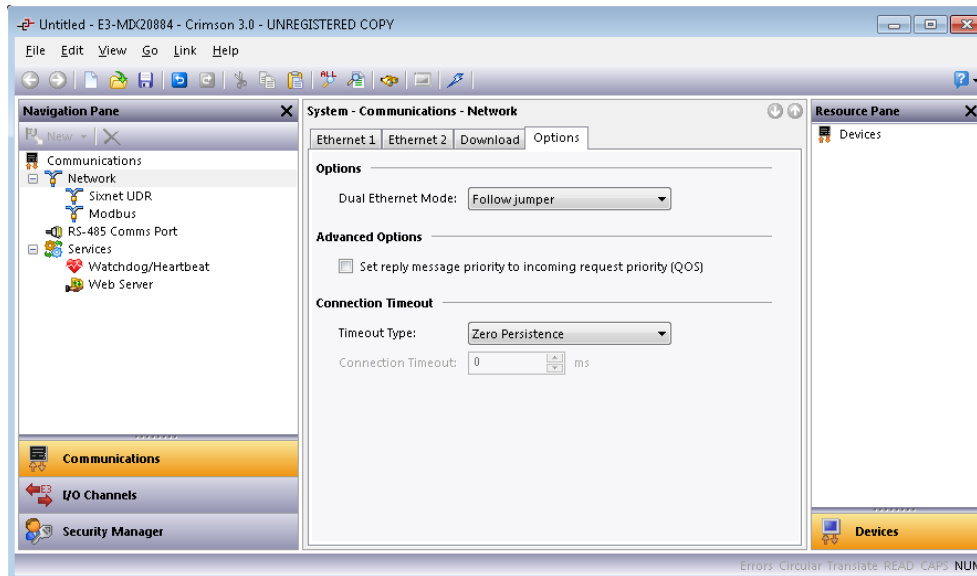 Untitled - E3-MIX20884 - Crimson 3.0 - UNREGISTERED COPY
File Edit View Go Link Help
ALL
Navigation Pane
System - Communications - Network
Resource Pane
New
Ethernet 1 Ethernet 2 Download Options
Devices
Communications
Network
Sixnet UDR
Modbus
RS-485 Comms Port
Services
Watchdog/Heartbeat
Web Server
Options
Dual Ethernet Mode: Follow jumper
Advanced Options
Set reply message priority to incoming request priority (QOS)
Connection Timeout
Timeout Type: Zero Persistence
Connection Timeout: 0 ms
Communications
E3 I/O Channels
Security Manager
Devices
Errors Circular Translate READ CAPS NUM